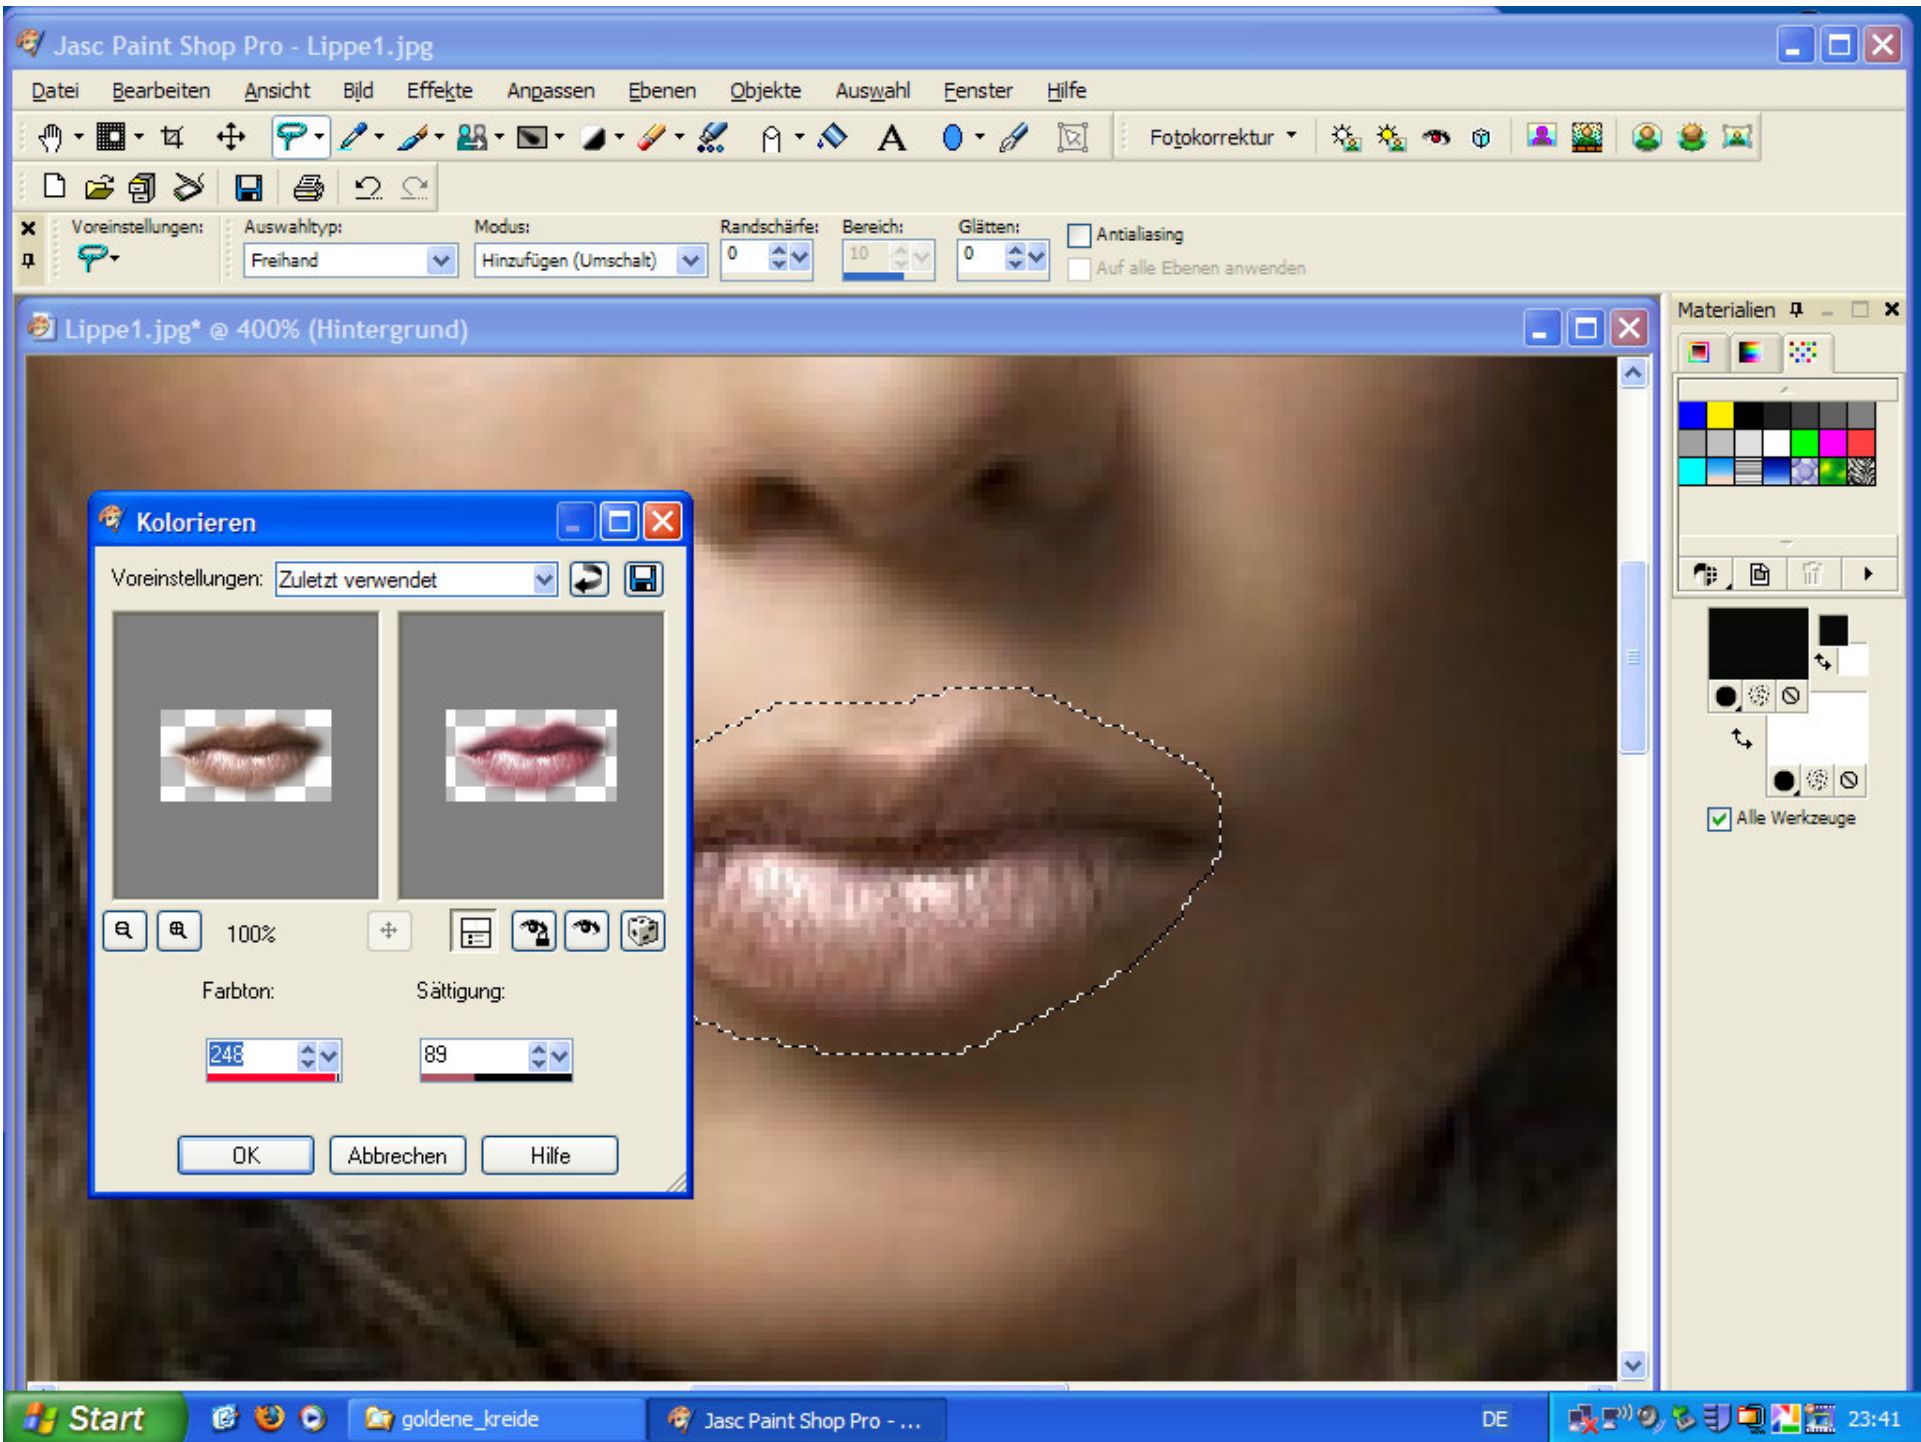 Jasc Paint Shop Pro - Lippe1.jpg
Datei Bearbeiten Ansicht Bild Effekte Anpassen Ebenen Objekte Auswahl Fenster Hilfe
Fotokorrektur
Voreinstellungen: Auswahltyp: Modus: Randschärfe: Bereich: Glätten: Antialiasing
Freihand Hinzufügen (Umschalt) 0 10 0 Auf alle Ebenen anwenden
Lippe1.jpg* @ 400% (Hintergrund)
Materialien
Kolorieren
Voreinstellungen: Zuletzt verwendet
100%
Farbton: Sättigung:
248 89
OK Abbrechen Hilfe
Alle Werkzeuge
Start goldene_kreide Jasc Paint Shop Pro - ... DE 23:41